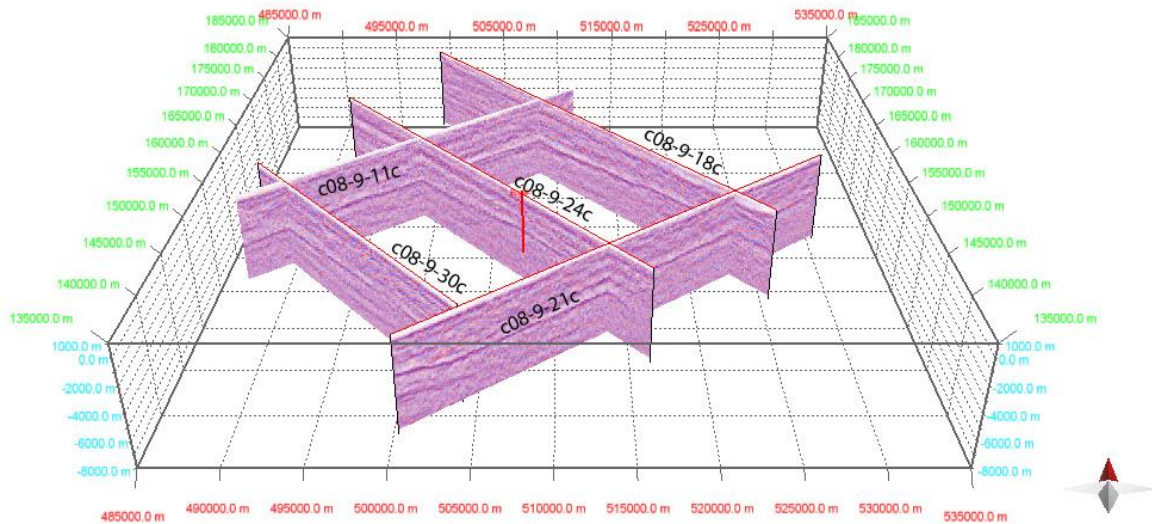 485000.0 m
495000.0 m
505000.0 m
515000.0 m
525000.0 m
535000.0 m
185000.0 m
180000.0 m
175000.0 m
170000.0 m
165000.0 m
160000.0 m
155000.0 m
150000.0 m
145000.0 m
140000.0 m
135000.0 m
185000.0 m
180000.0 m
175000.0 m
170000.0 m
165000.0 m
160000.0 m
155000.0 m
150000.0 m
145000.0 m
140000.0 m
135000.0 m
c08-9-18c
c08-9-11c
c08-9-24c
c08-9-30c
c08-9-21c
1000.0 m
0.0 m
-2000.0 m
-4000.0 m
-6000.0 m
-8000.0 m
1000.0 m
0.0 m
-2000.0 m
-4000.0 m
-6000.0 m
-8000.0 m
485000.0 m
490000.0 m
495000.0 m
500000.0 m
505000.0 m
510000.0 m
515000.0 m
520000.0 m
525000.0 m
530000.0 m
535000.0 m